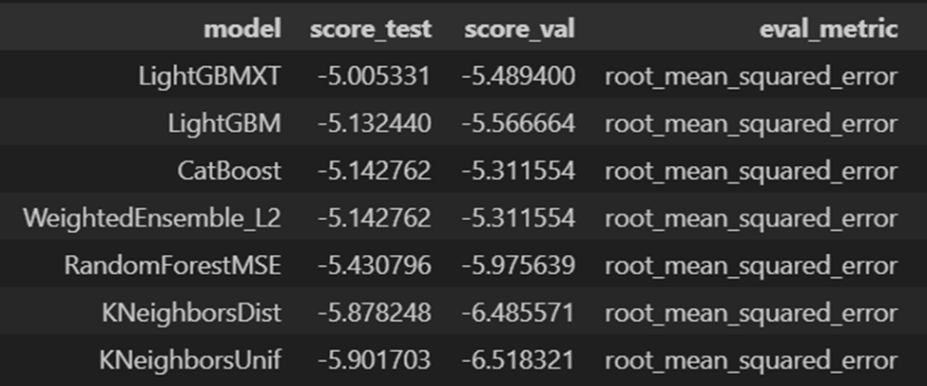 model score_test score_val eval_metric
LightGBMXT -5.005331 -5.489400 root_mean_squared_error
LightGBM -5.132440 -5.566664 root_mean_squared_error
CatBoost -5.142762 -5.311554 root_mean_squared_error
WeightedEnsemble_L2 -5.142762 -5.311554 root_mean_squared_error
RandomForestMSE -5.430796 -5.975639 root_mean_squared_error
KNeighborsDist -5.878248 -6.485571 root_mean_squared_error
KNeighborsUnif -5.901703 -6.518321 root_mean_squared_error